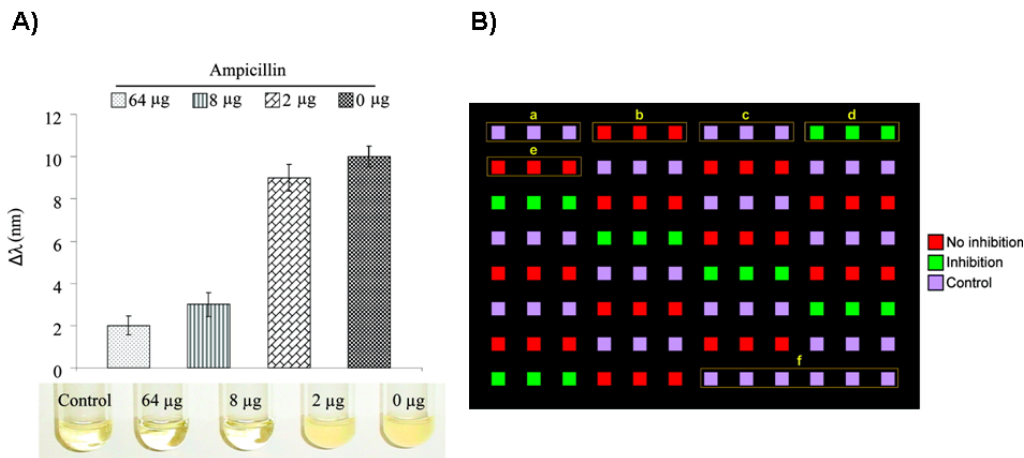 A)
B)
Ampicillin
64 µg 8 µg 2 µg 0 µg
12
10
8
6
4
2
0
Δλ (nm)
Control 64 µg 8 µg 2 µg 0 µg
a b c d
e
f
No inhibition
Inhibition
Control